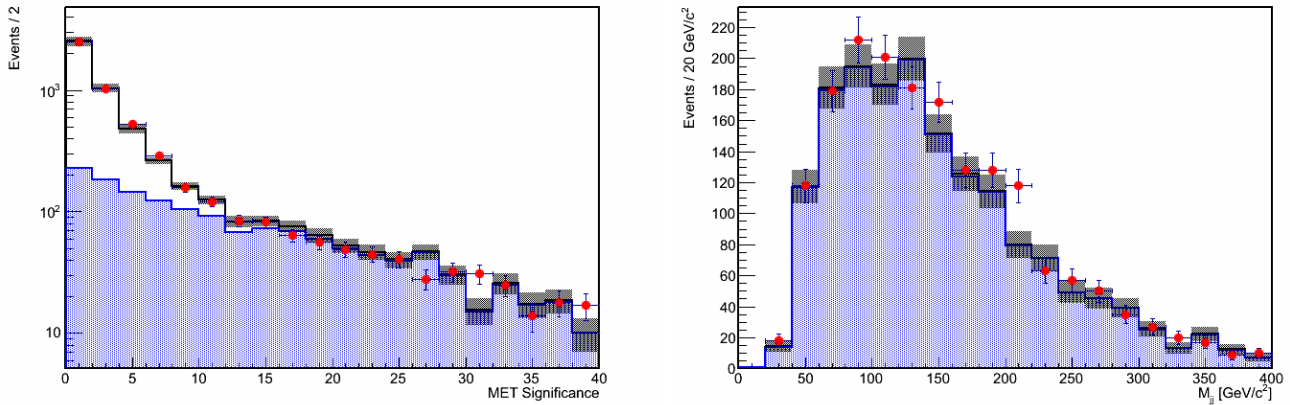 Events / 2
10³
10²
10
0 5 10 15 20 25 30 35 40
MET Significance
Events / 20 GeV/c²
220
200
180
160
140
120
100
80
60
40
20
0
0 50 100 150 200 250 300 350 400
M_jj [GeV/c²]